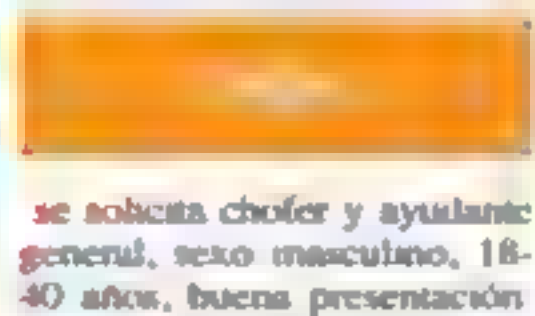 se solicita chofer y ayudante
general, sexo masculino, 18-
40 años, buena presentación